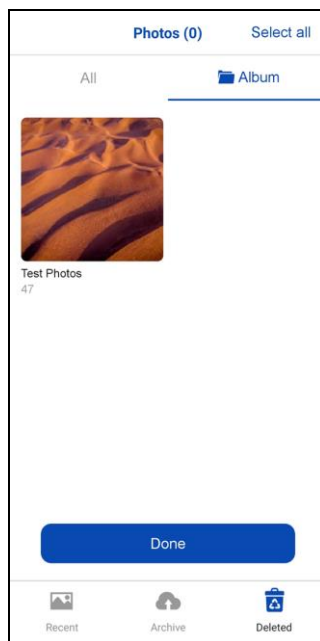 Photos (0)
Select all
All
Album
Test Photos
47
Done
Recent
Archive
Deleted